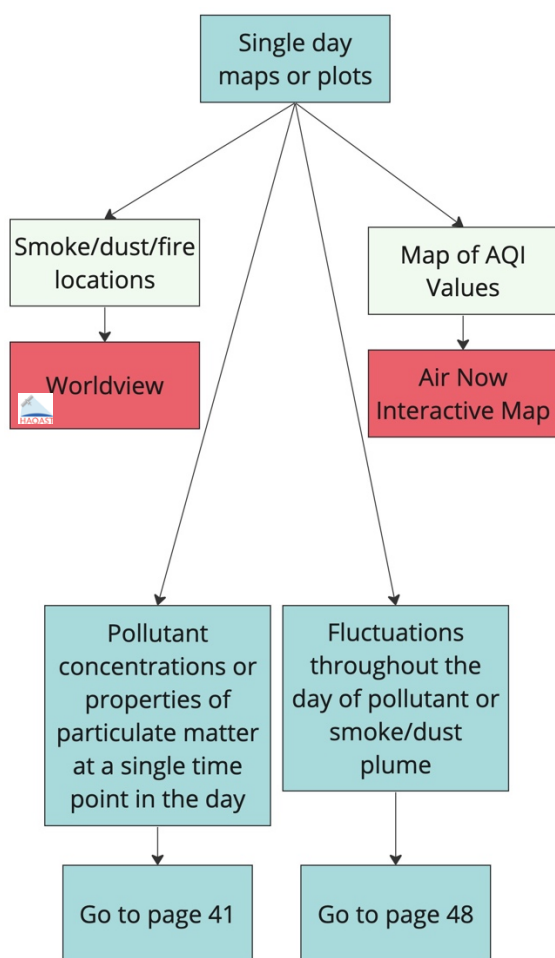 Single day
maps or plots
Smoke/dust/fire
locations
Map of AQI
Values
Worldview
HAQAST
Air Now
Interactive Map
Pollutant
concentrations or
properties of
particulate matter
at a single time
point in the day
Fluctuations
throughout the
day of pollutant or
smoke/dust
plume
Go to page 41
Go to page 48